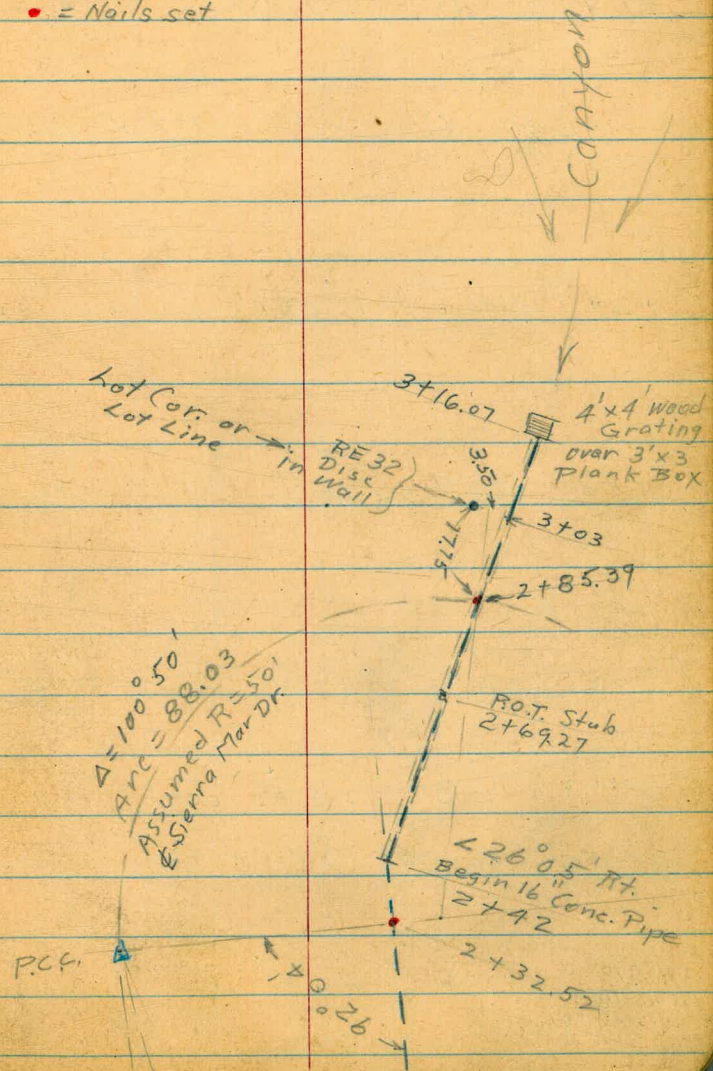 • = Nails set
Canyon
Lot Cor. or
Lot Line
3+16.07
4'x4' Wood
Grating
over 3'x3
Plank Box
RE 32
Disc
in Wall
3.50
3+03
17.15
2+85.39
P.O.T. Stub
2+69.27
Δ = 100° 50'
Arc = 88.03
Assumed R = 50'
℄ Sierra Mar Dr.
< 26° 05' Rt.
Begin 16" Conc. Pipe
2+42
2+32.52
P.C.C.